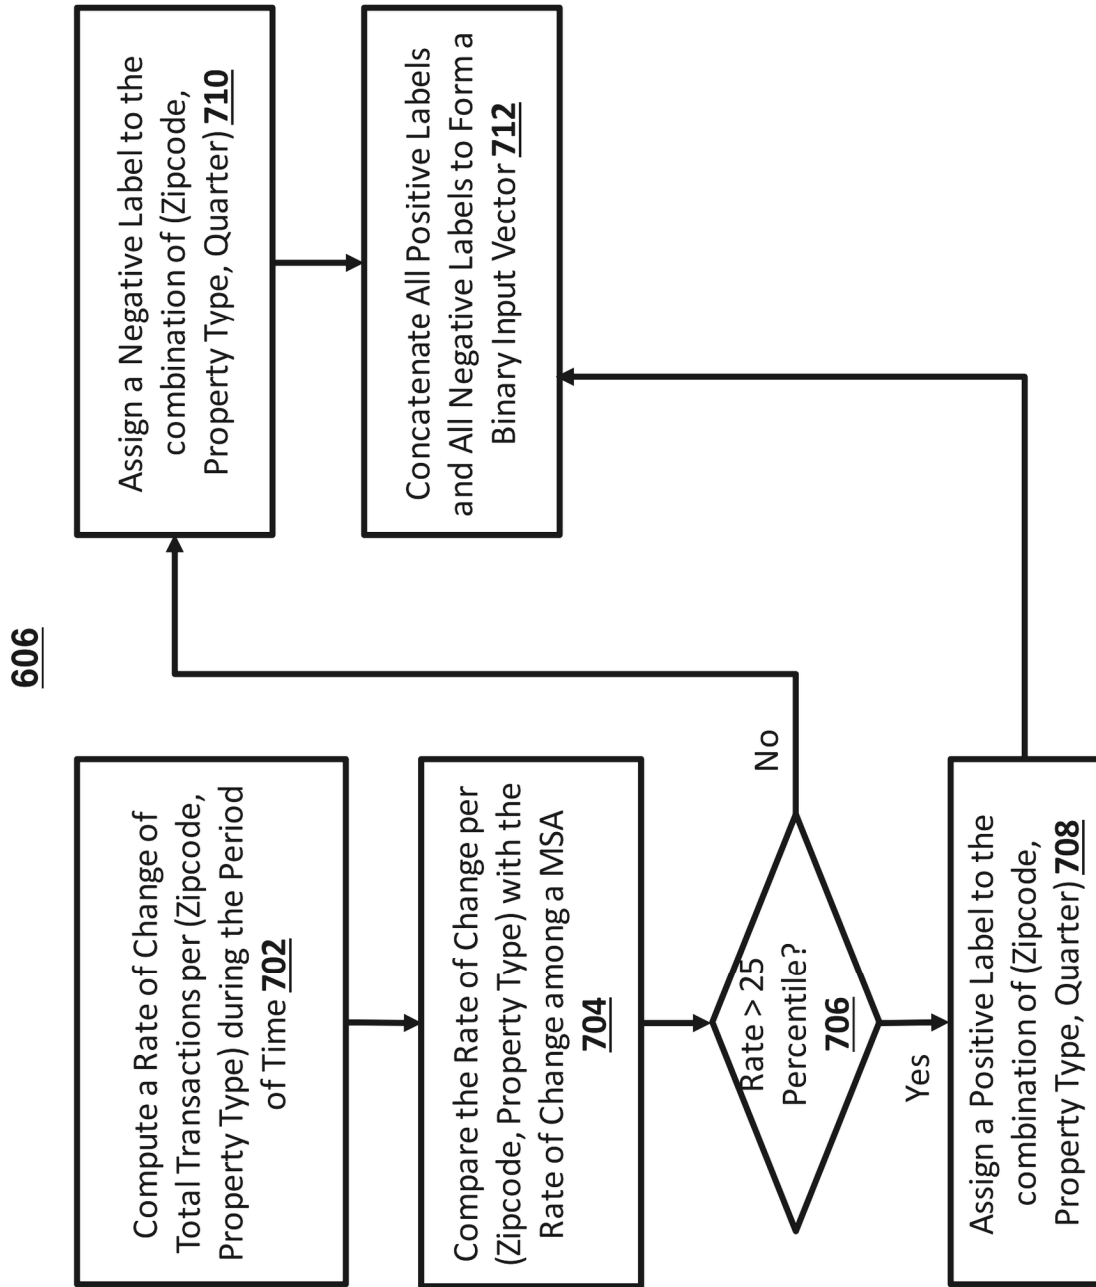 606
Compute a Rate of Change of
Total Transactions per (Zipcode,
Property Type) during the Period
of Time 702
Compare the Rate of Change per
(Zipcode, Property Type) with the
Rate of Change among a MSA
704
Rate > 25
Percentile?
706
No
Yes
Assign a Positive Label to the
combination of (Zipcode,
Property Type, Quarter) 708
Assign a Negative Label to the
combination of (Zipcode,
Property Type, Quarter) 710
Concatenate All Positive Labels
and All Negative Labels to Form a
Binary Input Vector 712